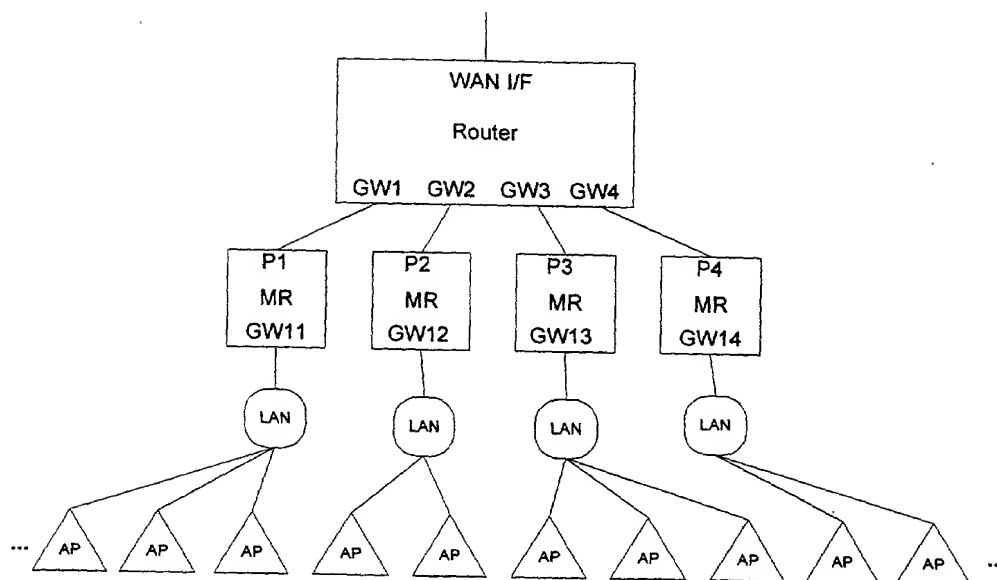 WAN I/F
Router
GW1 GW2 GW3 GW4
P1 P2 P3 P4
MR MR MR MR
GW11 GW12 GW13 GW14
LAN LAN LAN LAN
... AP AP AP AP AP AP AP AP AP AP ...